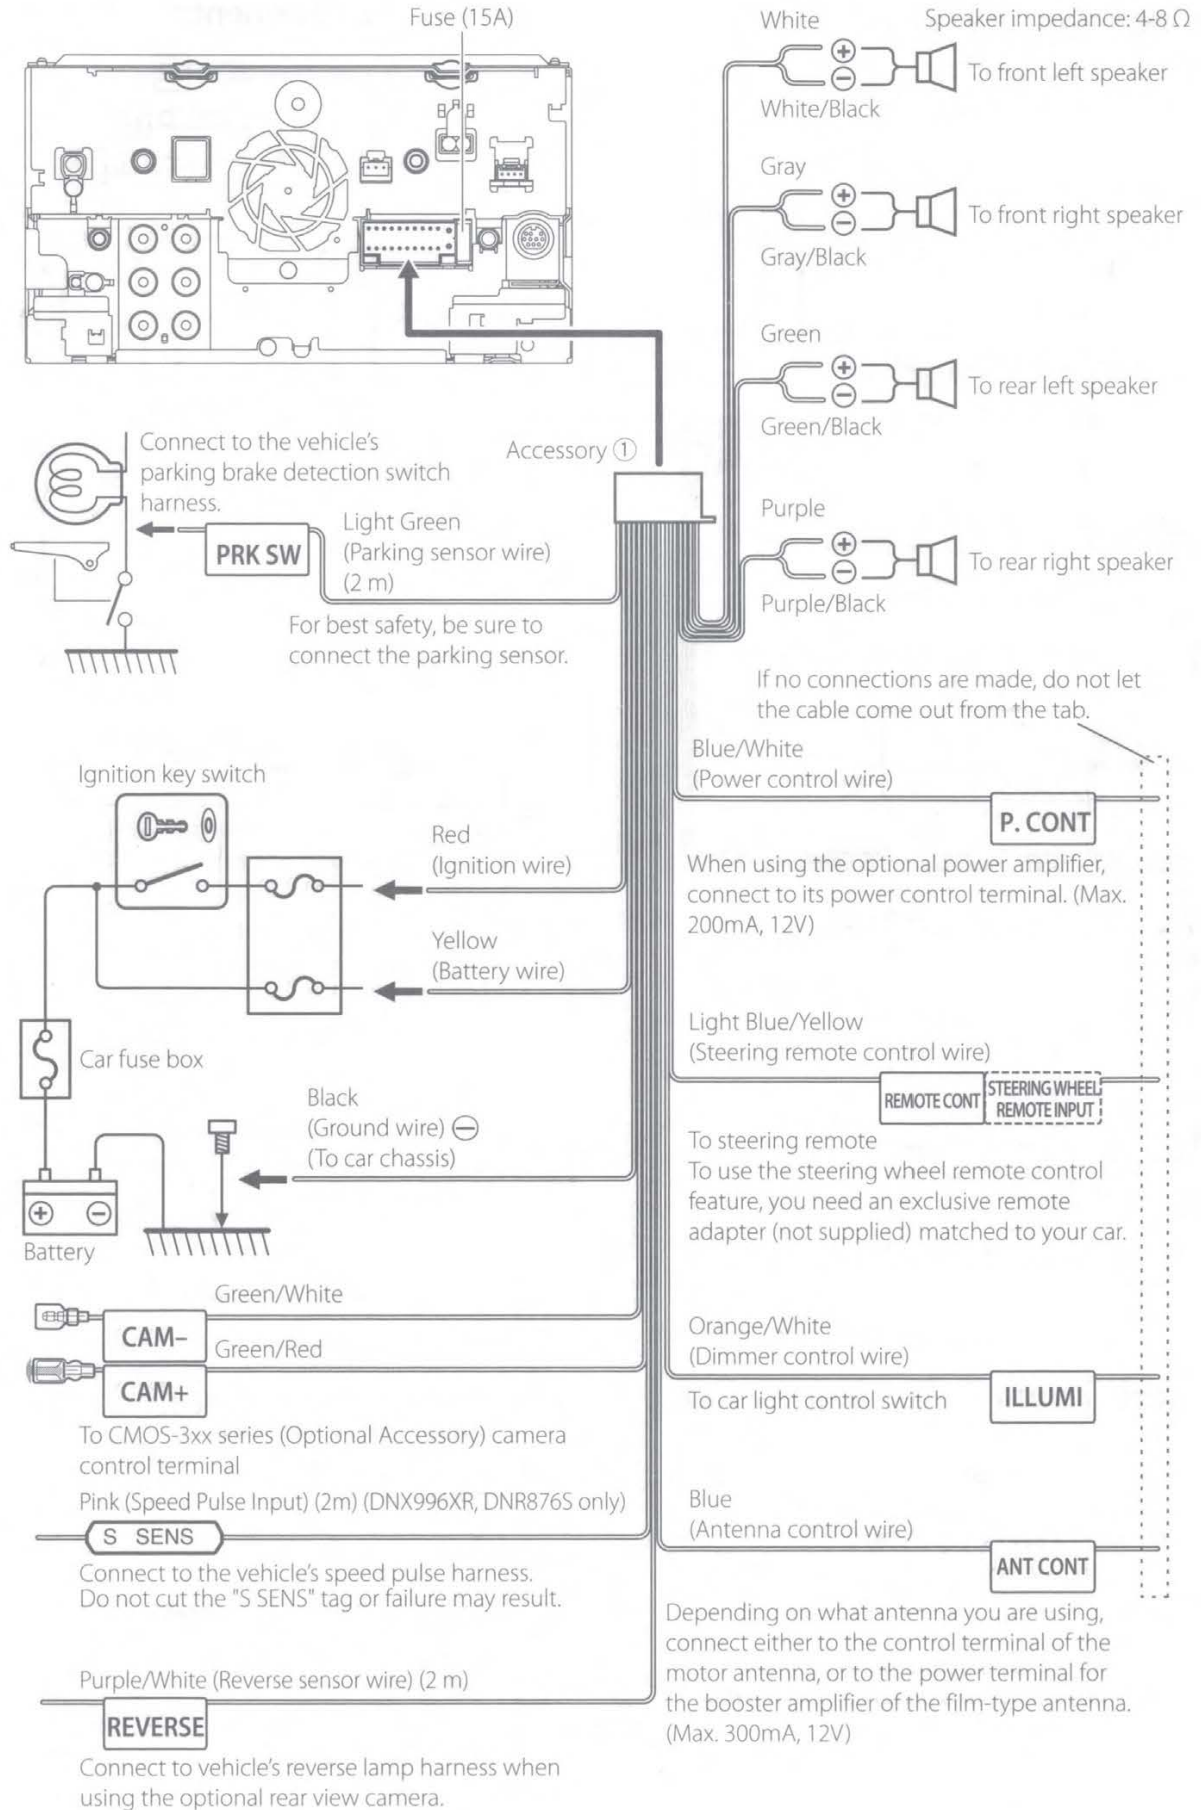 Fuse (15A)
White
Speaker impedance: 4-8 Ω
⊕
⊖
To front left speaker
White/Black
Gray
⊕
⊖
To front right speaker
Gray/Black
Green
⊕
⊖
To rear left speaker
Green/Black
Purple
⊕
⊖
To rear right speaker
Purple/Black
Accessory ①
Connect to the vehicle's
parking brake detection switch
harness.
PRK SW
Light Green
(Parking sensor wire)
(2 m)
For best safety, be sure to
connect the parking sensor.
If no connections are made, do not let
the cable come out from the tab.
Ignition key switch
Red
(Ignition wire)
Yellow
(Battery wire)
Car fuse box
Black
(Ground wire) ⊖
(To car chassis)
⊕ ⊖
Battery
Blue/White
(Power control wire)
P. CONT
When using the optional power amplifier,
connect to its power control terminal. (Max.
200mA, 12V)
Light Blue/Yellow
(Steering remote control wire)
REMOTE CONT
STEERING WHEEL
REMOTE INPUT
To steering remote
To use the steering wheel remote control
feature, you need an exclusive remote
adapter (not supplied) matched to your car.
Green/White
CAM–
Green/Red
CAM+
To CMOS-3xx series (Optional Accessory) camera
control terminal
Pink (Speed Pulse Input) (2m) (DNX996XR, DNR876S only)
S SENS
Connect to the vehicle's speed pulse harness.
Do not cut the "S SENS" tag or failure may result.
Purple/White (Reverse sensor wire) (2 m)
REVERSE
Connect to vehicle's reverse lamp harness when
using the optional rear view camera.
Orange/White
(Dimmer control wire)
To car light control switch
ILLUMI
Blue
(Antenna control wire)
ANT CONT
Depending on what antenna you are using,
connect either to the control terminal of the
motor antenna, or to the power terminal for
the booster amplifier of the film-type antenna.
(Max. 300mA, 12V)